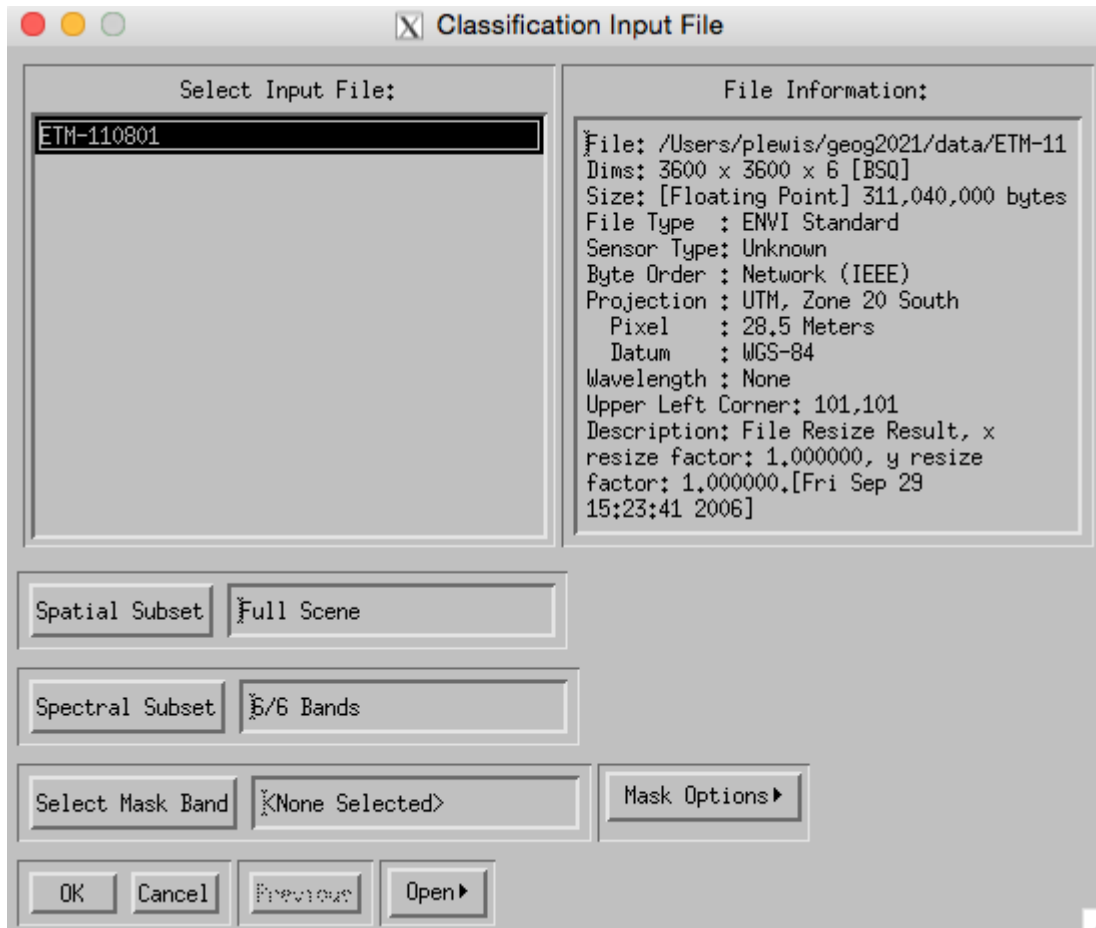 Classification Input File
Select Input File:
ETM-110801
File Information:
File: /Users/plewis/geog2021/data/ETM-11
Dims: 3600 x 3600 x 6 [BSQ]
Size: [Floating Point] 311,040,000 bytes
File Type  : ENVI Standard
Sensor Type: Unknown
Byte Order : Network (IEEE)
Projection : UTM, Zone 20 South
  Pixel    : 28.5 Meters
  Datum    : WGS-84
Wavelength : None
Upper Left Corner: 101,101
Description: File Resize Result, x
resize factor: 1.000000, y resize
factor: 1.000000.[Fri Sep 29
15:23:41 2006]
Spatial Subset Full Scene
Spectral Subset 6/6 Bands
Select Mask Band <None Selected> Mask Options
OK Cancel Previous Open